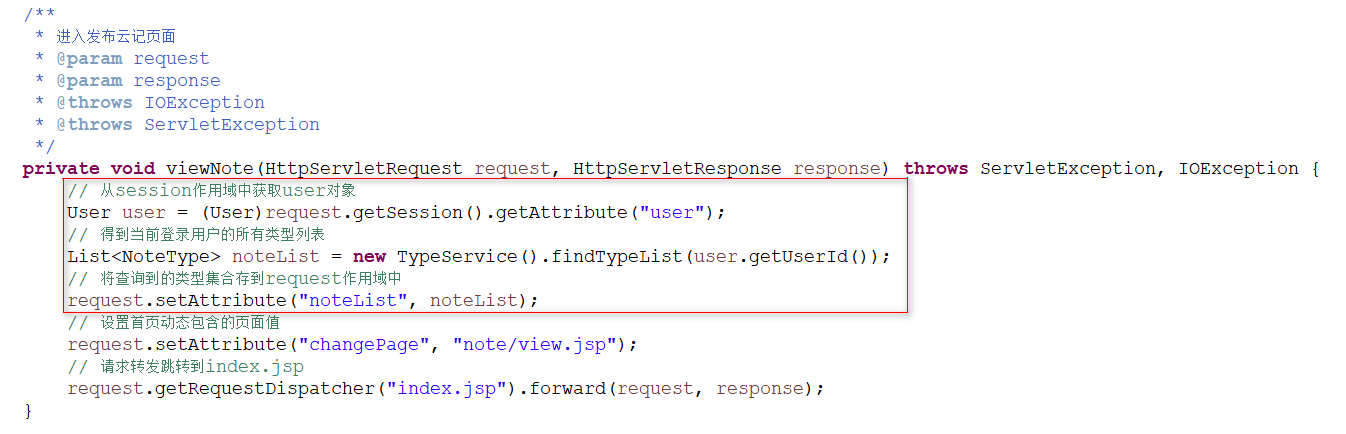 /**
 * 进入发布云记页面
 * @param request
 * @param response
 * @throws IOException
 * @throws ServletException
 */
private void viewNote(HttpServletRequest request, HttpServletResponse response) throws ServletException, IOException {
    // 从session作用域中获取user对象
    User user = (User)request.getSession().getAttribute("user");
    // 得到当前登录用户的所有类型列表
    List<NoteType> noteList = new TypeService().findTypeList(user.getUserId());
    // 将查询到的类型集合存到request作用域中
    request.setAttribute("noteList", noteList);
    // 设置首页动态包含的页面值
    request.setAttribute("changePage", "note/view.jsp");
    // 请求转发跳转到index.jsp
    request.getRequestDispatcher("index.jsp").forward(request, response);
}